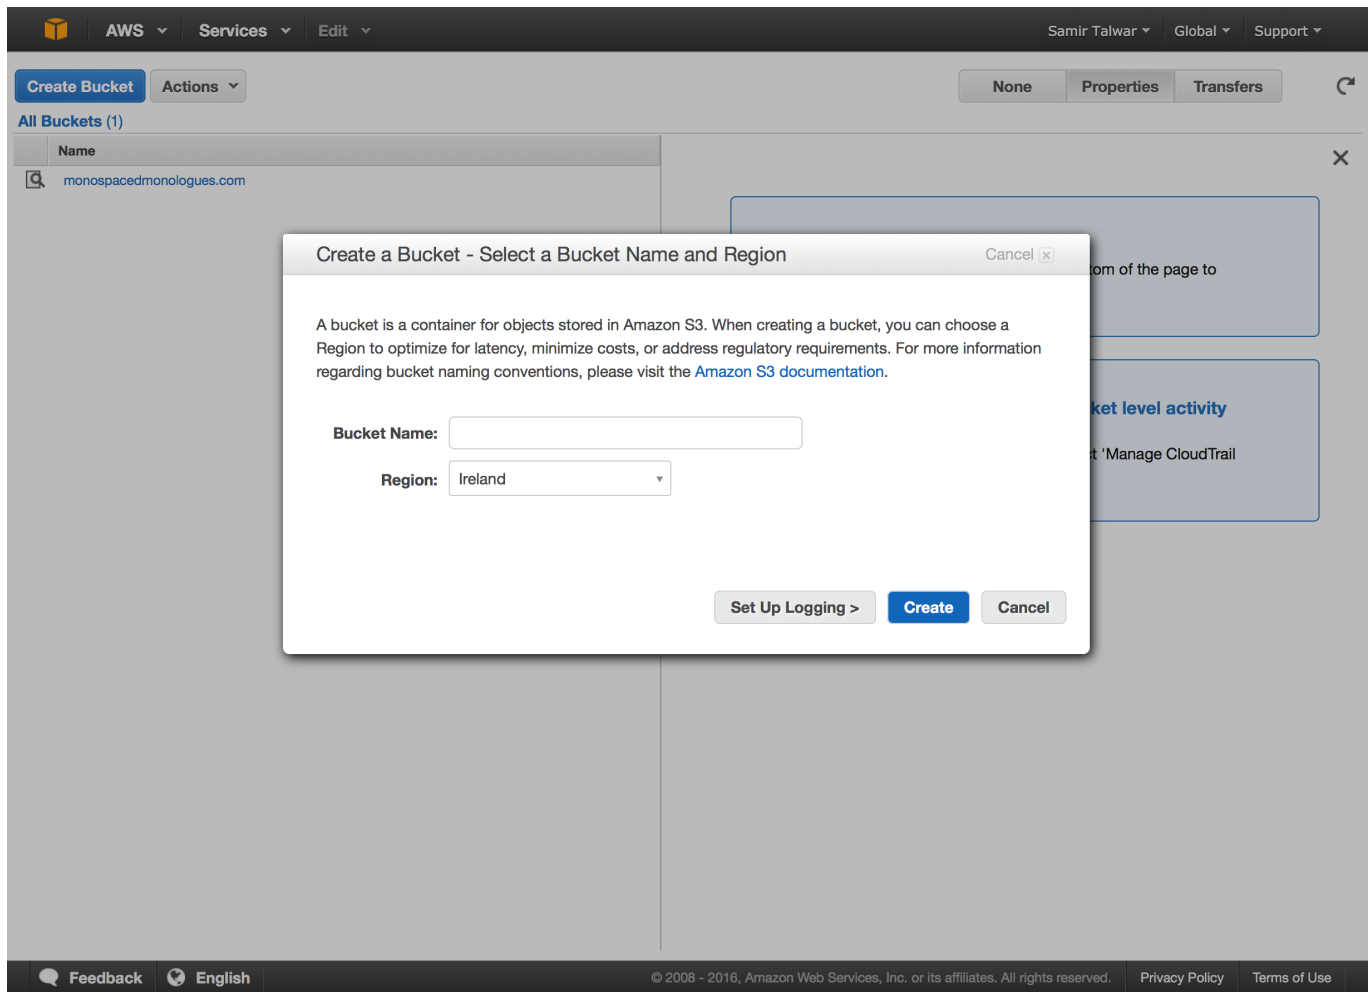 AWS Services Edit Samir Talwar Global Support
Create Bucket Actions None Properties Transfers
All Buckets (1)
Name
monospacedmonologues.com
Create a Bucket - Select a Bucket Name and Region Cancel
tom of the page to
A bucket is a container for objects stored in Amazon S3. When creating a bucket, you can choose a
Region to optimize for latency, minimize costs, or address regulatory requirements. For more information
regarding bucket naming conventions, please visit the Amazon S3 documentation.
ket level activity
Bucket Name:
t 'Manage CloudTrail
Region: Ireland
Set Up Logging > Create Cancel
Feedback English © 2008 - 2016, Amazon Web Services, Inc. or its affiliates. All rights reserved. Privacy Policy Terms of Use